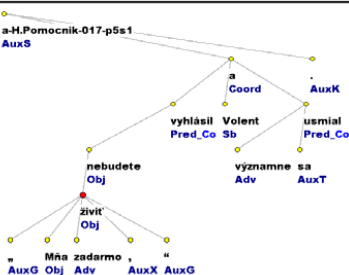 a-H.Pomocnik-017-p5s1
AuxS
a .
Coord AuxK
vyhlásil Volent usmial
Pred_Co Sb Pred_Co
nebudete významne sa
Obj Adv AuxT
živiť
Obj
„ Mňa zadarmo , “
AuxG Obj Adv AuxX AuxG